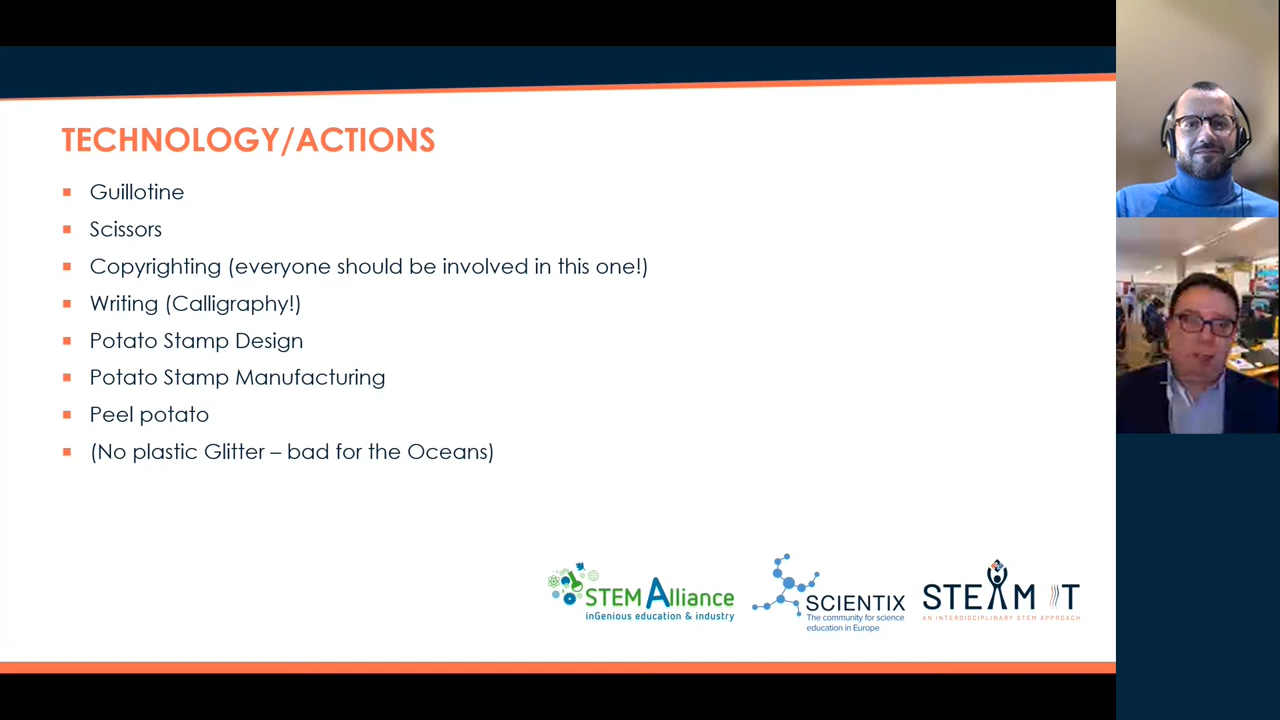 TECHNOLOGY/ACTIONS
Guillotine
Scissors
Copyrighting (everyone should be involved in this one!)
Writing (Calligraphy!)
Potato Stamp Design
Potato Stamp Manufacturing
Peel potato
(No plastic Glitter – bad for the Oceans)
STEM Alliance
inGenious education & industry
SCIENTIX
The community for science
education in Europe
STEAM IT
AN INTERDISCIPLINARY STEM APPROACH